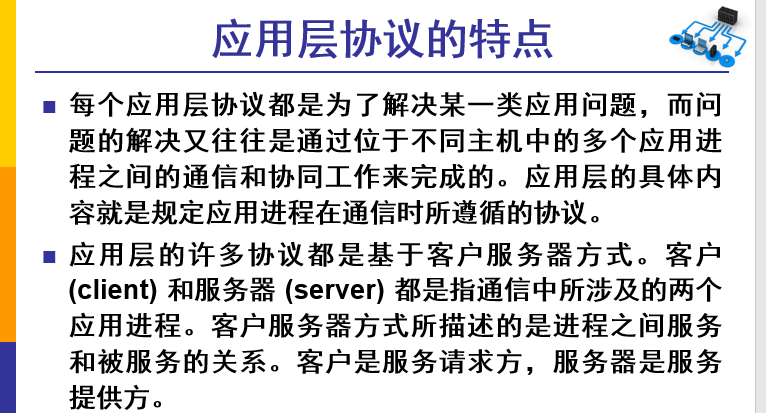 应用层协议的特点
每个应用层协议都是为了解决某一类应用问题，而问
题的解决又往往是通过位于不同主机中的多个应用进
程之间的通信和协同工作来完成的。应用层的具体内
容就是规定应用进程在通信时所遵循的协议。
应用层的许多协议都是基于客户服务器方式。客户
(client) 和服务器 (server) 都是指通信中所涉及的两个
应用进程。客户服务器方式所描述的是进程之间服务
和被服务的关系。客户是服务请求方，服务器是服务
提供方。